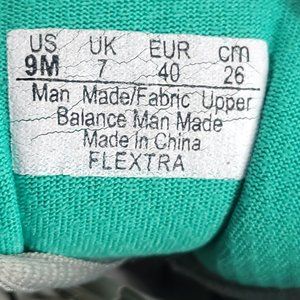 US UK EUR cm
9M 7 40 26
Man Made/Fabric Upper
Balance Man Made
Made In China
FLEXTRA